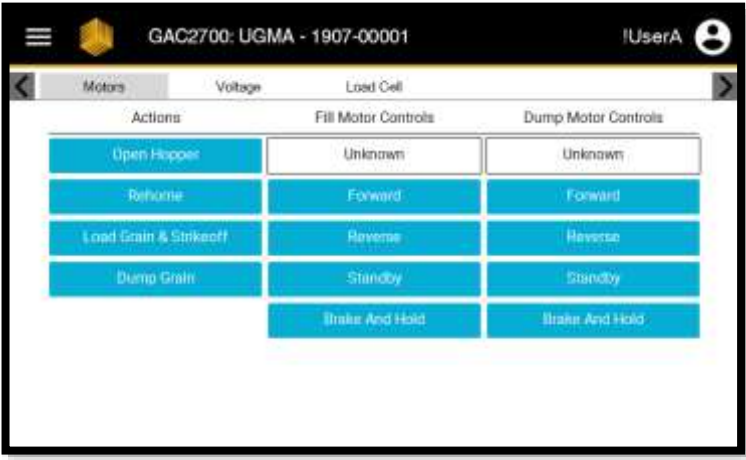 GAC2700: UGMA - 1907-00001 !UserA
Motors Voltage Load Cell
Actions Fill Motor Controls Dump Motor Controls
Open Hopper Unknown Unknown
Rehome Forward Forward
Load Grain & Strikeoff Reverse Reverse
Dump Grain Standby Standby
Brake And Hold Brake And Hold